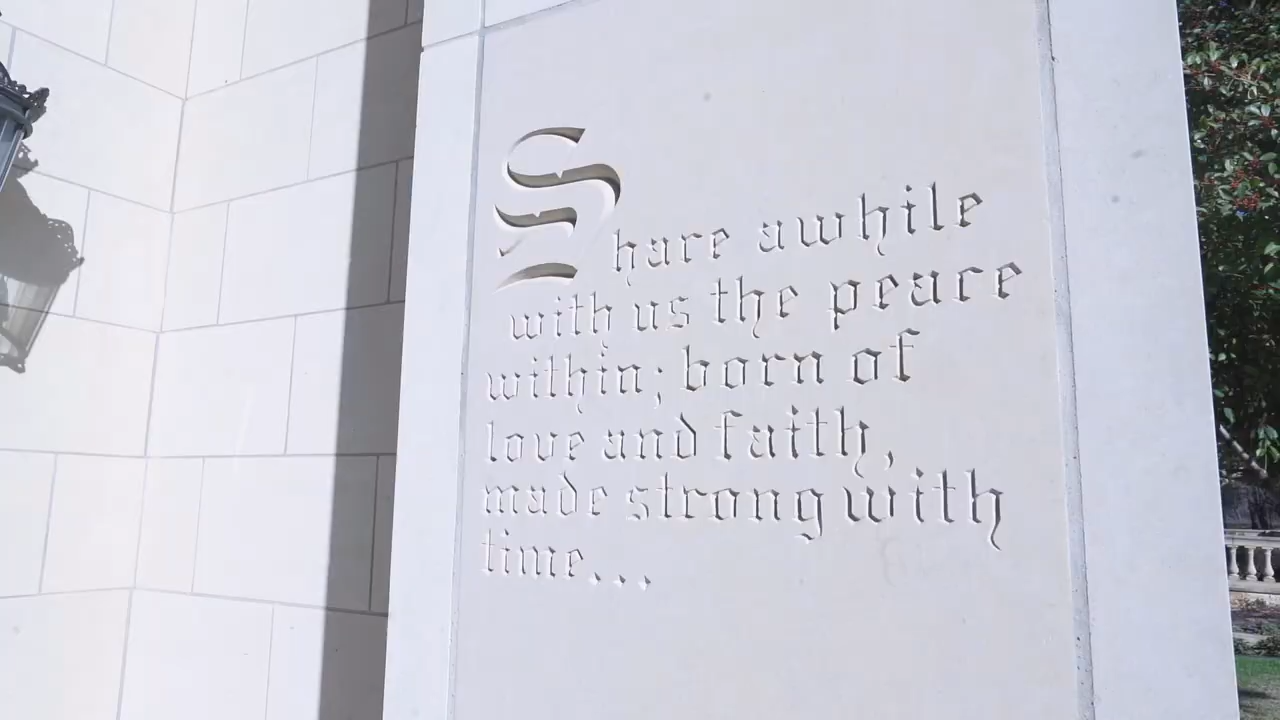 Share awhile
with us the peace
within; born of
love and faith,
made strong with
time...